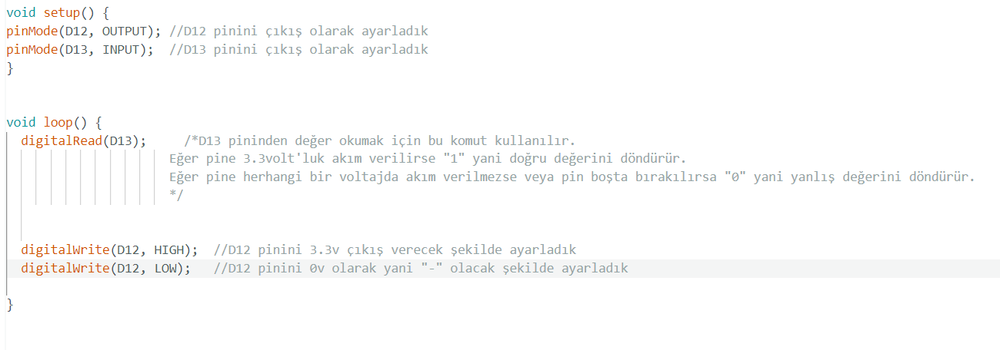 void setup() {
pinMode(D12, OUTPUT); //D12 pinini çıkış olarak ayarladık
pinMode(D13, INPUT);  //D13 pinini çıkış olarak ayarladık
}
void loop() {
  digitalRead(D13);     /*D13 pininden değer okumak için bu komut kullanılır.
                      Eğer pine 3.3volt'luk akım verilirse "1" yani doğru değerini döndürür.
                      Eğer pine herhangi bir voltajda akım verilmezse veya pin boşta bırakılırsa "0" yani yanlış değerini döndürür.
                      */
  digitalWrite(D12, HIGH);  //D12 pinini 3.3v çıkış verecek şekilde ayarladık
  digitalWrite(D12, LOW);   //D12 pinini 0v olarak yani "-" olacak şekilde ayarladık
}